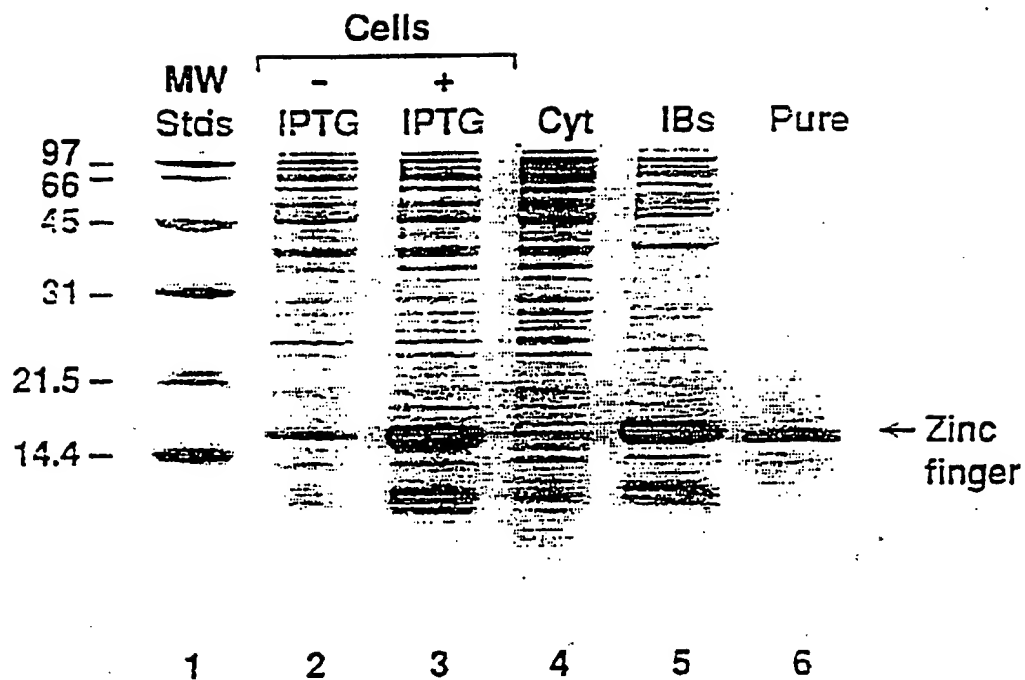 Cells
MW - +
Stds IPTG IPTG Cyt IBs Pure
97 –
66 –
45 –
31 –
21.5 –
14.4 –
← Zinc
finger
1 2 3 4 5 6